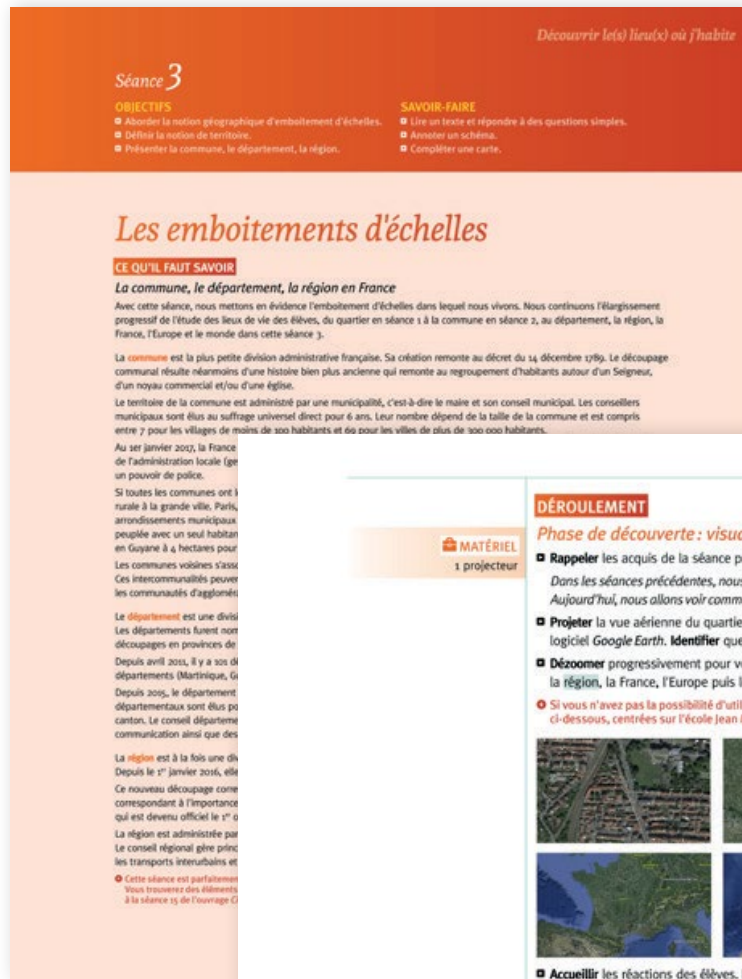 Découvrir le(s) lieu(x) où j'habite
Séance 3
OBJECTIFS
Aborder la notion géographique d'emboitement d'échelles.
Définir la notion de territoire.
Présenter la commune, le département, la région.
SAVOIR-FAIRE
Lire un texte et répondre à des questions simples.
Annoter un schéma.
Compléter une carte.
Les emboitements d'échelles
CE QU'IL FAUT SAVOIR
La commune, le département, la région en France
Avec cette séance, nous mettons en évidence l'emboitement d'échelles dans lequel nous vivons. Nous continuons l'élargissement
progressif de l'étude des lieux de vie des élèves, du quartier en séance 1 à la commune en séance 2, au département, la région, la
France, l'Europe et le monde dans cette séance 3.
La commune est la plus petite division administrative française. Sa création remonte au décret du 14 décembre 1789. Le découpage
communal résulte néanmoins d'une histoire bien plus ancienne qui remonte au regroupement d'habitants autour d'un Seigneur,
d'un noyau commercial et/ou d'une église.
Le territoire de la commune est administré par une municipalité, c'est-à-dire le maire et son conseil municipal. Les conseillers
municipaux sont élus au suffrage universel direct pour 6 ans. Leur nombre dépend de la taille de la commune et est compris
entre 7 pour les villages de moins de 100 habitants et 69 pour les villes de plus de 300 000 habitants.
Au 1er janvier 2017, la France
de l'administration locale (ge
un pouvoir de police.
Si toutes les communes ont l
rurale à la grande ville, Paris,
arrondissements municipaux
peuplée avec un seul habitan
en Guyane à 4 hectares pour
Les communes voisines s'asso
Ces intercommunalités peuve
les communautés d'agglomér
Le département est une divis
Les départements furent nom
découpages en provinces de
Depuis avril 2011, il y a 101 dé
départements (Martinique, G
Depuis 2015, le département
départementaux sont élus po
canton. Le conseil départeme
communication ainsi que des
La région est à la fois une div
Depuis le 1er janvier 2016, elle
Ce nouveau découpage corre
correspondant à l'importance
qui est devenu officiel le 1er o
La région est administrée par
Le conseil régional gère princ
les transports interurbains et
Cette séance est parfaitemen
Vous trouverez des éléments
à la séance 15 de l'ouvrage C
MATÉRIEL
1 projecteur
DÉROULEMENT
Phase de découverte : visua
Rappeler les acquis de la séance p
Dans les séances précédentes, nous
Aujourd'hui, nous allons voir comm
Projeter la vue aérienne du quartie
logiciel Google Earth. Identifier que
Dézoomer progressivement pour v
la région, la France, l'Europe puis l
Si vous n'avez pas la possibilité d'util
ci-dessous, centrées sur l'école Jean
Accueillir les réactions des élèves.